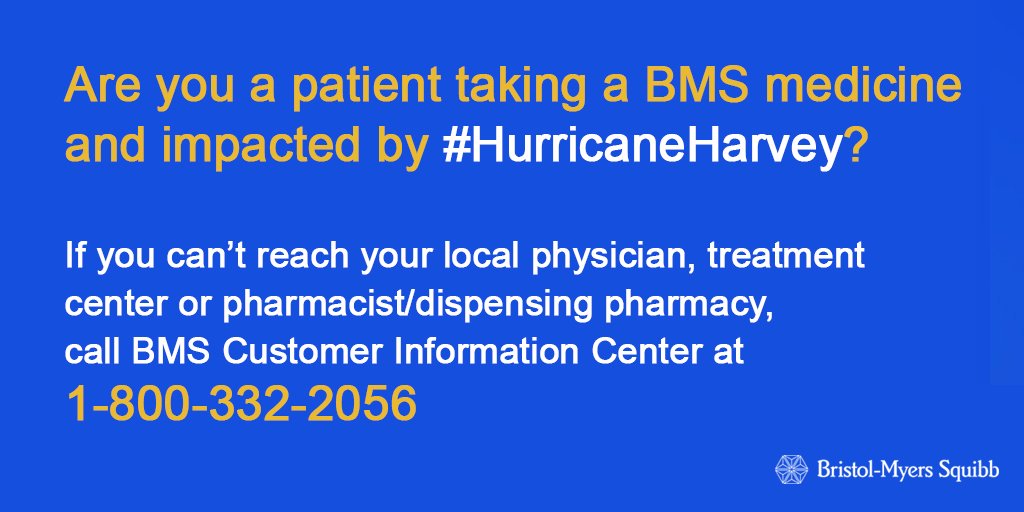 Are you a patient taking a BMS medicine
and impacted by #HurricaneHarvey?
If you can’t reach your local physician, treatment
center or pharmacist/dispensing pharmacy,
call BMS Customer Information Center at
1-800-332-2056
Bristol-Myers Squibb